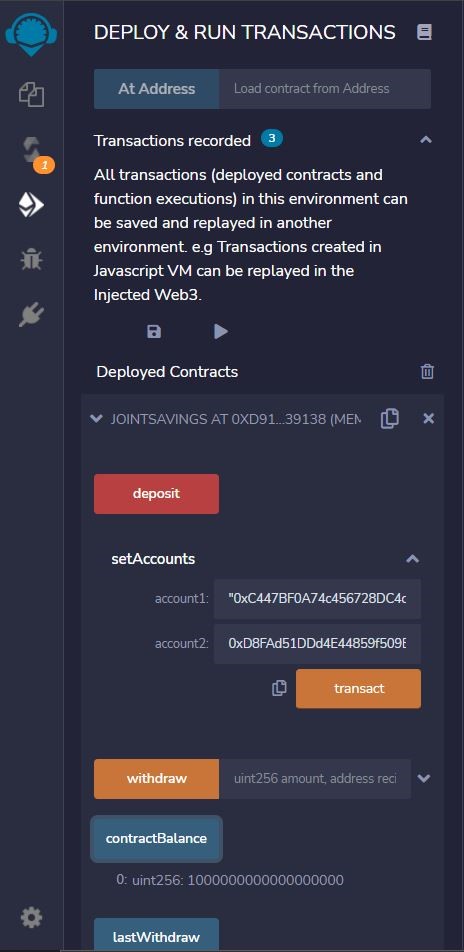 DEPLOY & RUN TRANSACTIONS
At Address Load contract from Address
Transactions recorded 3
1
All transactions (deployed contracts and
function executions) in this environment can
be saved and replayed in another
environment. e.g Transactions created in
Javascript VM can be replayed in the
Injected Web3.
Deployed Contracts
JOINTSAVINGS AT 0XD91...39138 (MEM
deposit
setAccounts
account1: "0xC447BF0A74c456728DC4c
account2: 0xD8FAd51DDd4E44859f509E
transact
withdraw uint256 amount, address reci
contractBalance
0: uint256: 1000000000000000000
lastWithdraw